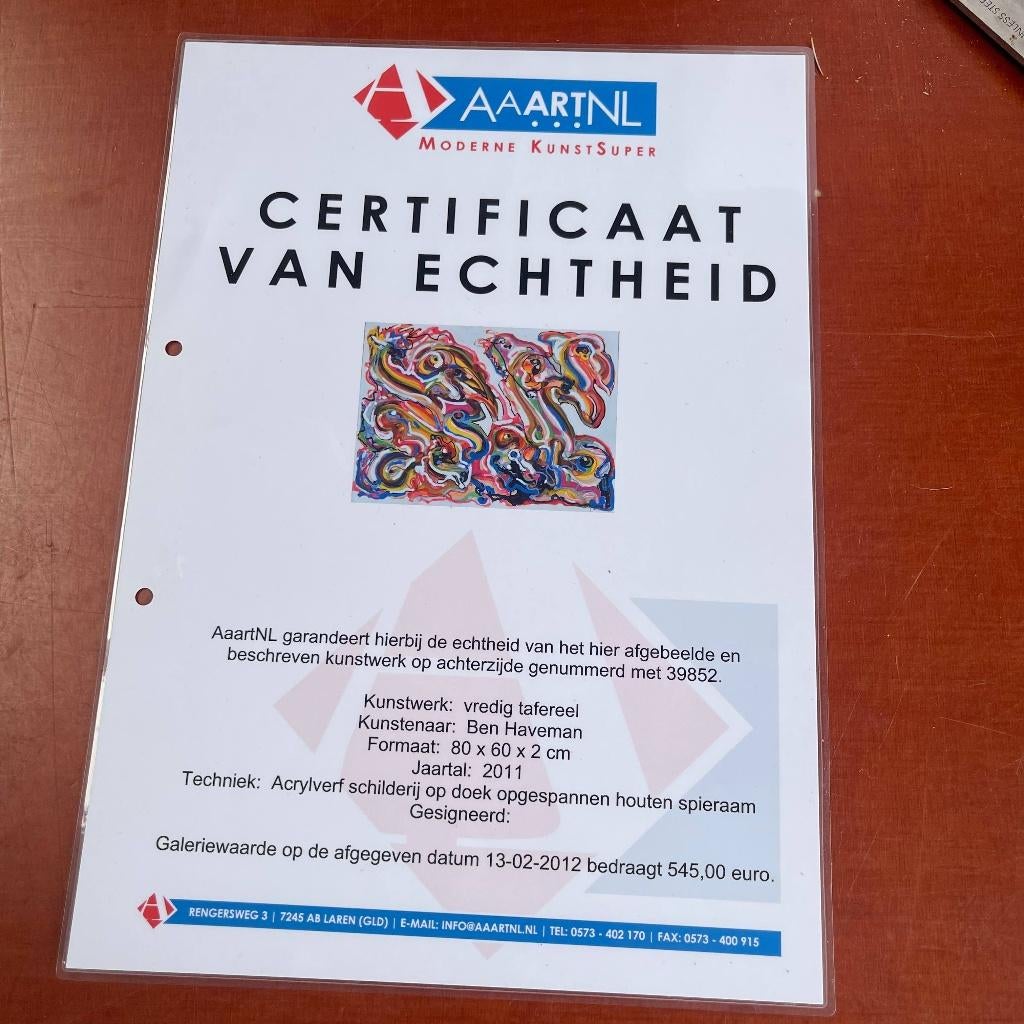 AAARTNL
MODERNE KUNSTSUPER
CERTIFICAAT
VAN ECHTHEID
AaartNL garandeert hierbij de echtheid van het hier afgebeelde en
beschreven kunstwerk op achterzijde genummerd met 39852.
Kunstwerk: vredig tafereel
Kunstenaar: Ben Haveman
Formaat: 80 x 60 x 2 cm
Jaartal: 2011
Techniek: Acrylverf schilderij op doek opgespannen houten spieraam
Gesigneerd:
Galeriewaarde op de afgegeven datum 13-02-2012 bedraagt 545,00 euro.
RENGERSWEG 3 | 7245 AB LAREN (GLD) | E-MAIL: INFO@AAARTNL.NL | TEL: 0573 - 402 170 | FAX: 0573 - 400 915